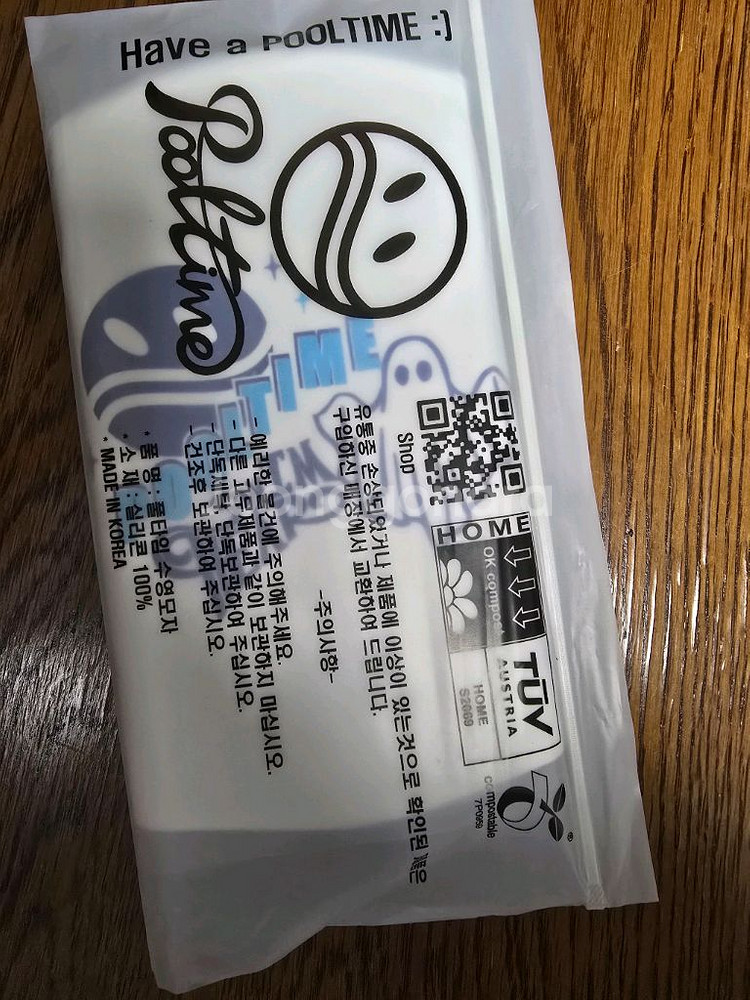 Have a POOLTIME :]
Pooltime
TIME
Shop
유통중 손상되었거나 제품에 이상이 있는것으로 확인된 제품은
구입하신 매장에서 교환하여 드립니다.
-주의사항-
- 예리한 물건에 주의해주세요.
- 다른 고무제품과 같이 보관하지 마십시오.
- 단독세탁, 단독보관하여 주십시오.
- 건조후 보관하여 주십시오.
* 품 명 : 풀타임 수영모자
* 소 재 : 실리콘 100%
* MADE IN KOREA
HOME
OK compost
TÜV
AUSTRIA
HOME
S2069
compostable